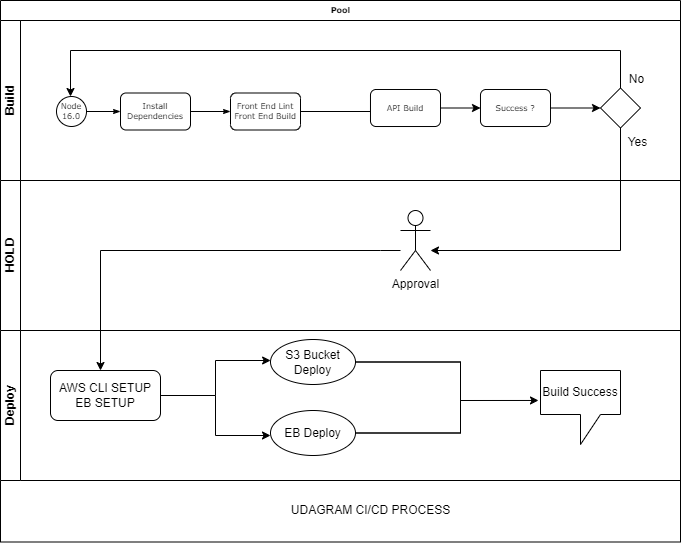 Pool
Build
No
Node
16.0
Install
Dependencies
Front End Lint
Front End Build
API Build
Success ?
Yes
HOLD
Approval
Deploy
AWS CLI SETUP
EB SETUP
S3 Bucket
Deploy
EB Deploy
Build Success
UDAGRAM CI/CD PROCESS